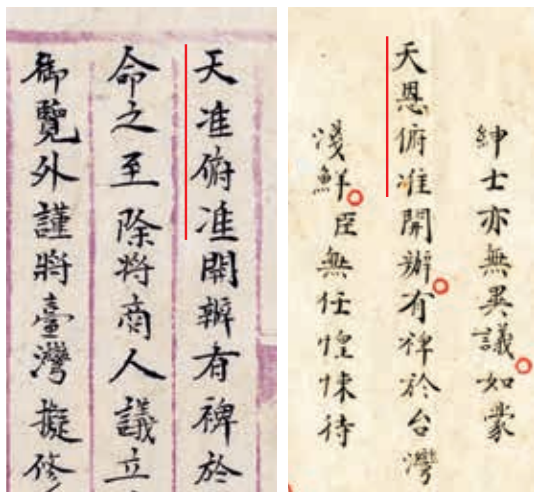 天准俯准開辦有裨於
命之至除將商人議立
御覽外謹將臺灣擬修
紳士亦無異議如蒙
天恩俯准開辦有裨於台灣
淺鮮臣無任惶悚待